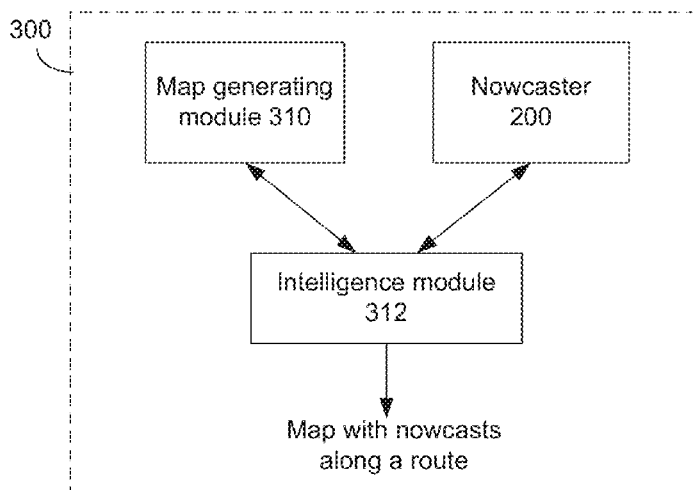 300
Map generating
module 310
Nowcaster
200
Intelligence module
312
Map with nowcasts
along a route